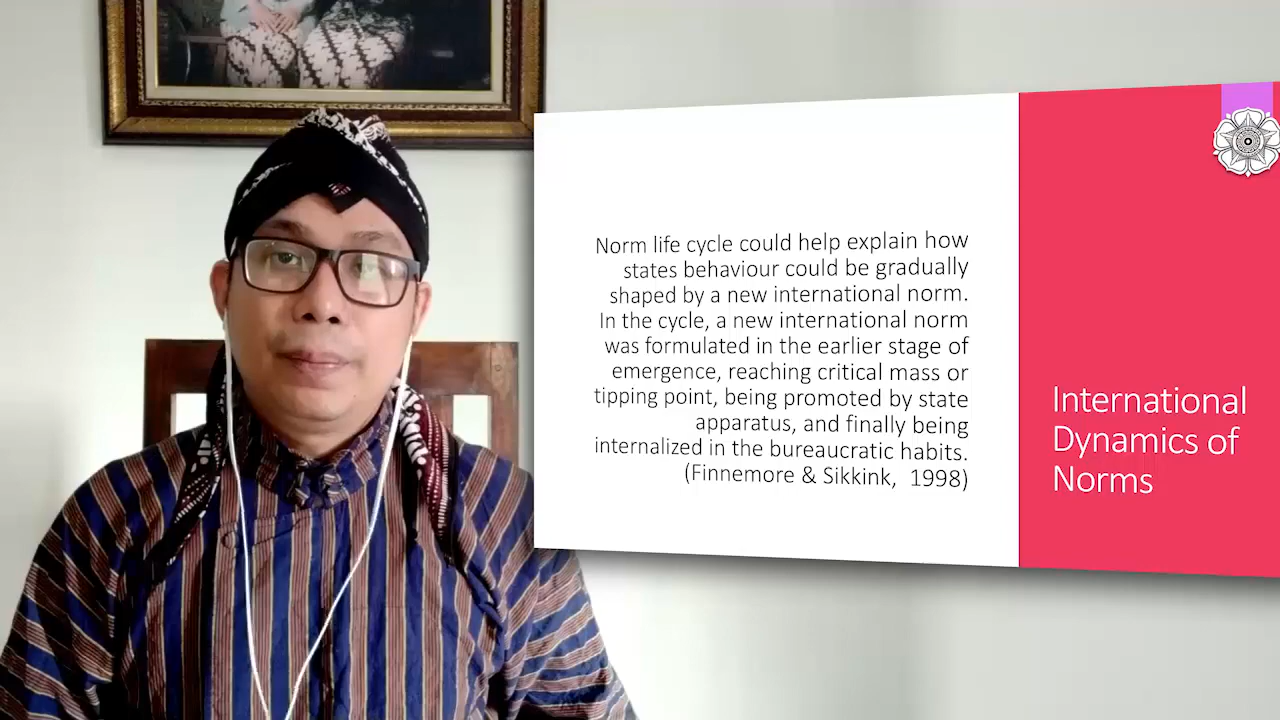 Norm life cycle could help explain how
states behaviour could be gradually
shaped by a new international norm.
In the cycle, a new international norm
was formulated in the earlier stage of
emergence, reaching critical mass or
tipping point, being promoted by state
apparatus, and finally being
internalized in the bureaucratic habits.
(Finnemore & Sikkink, 1998)
International
Dynamics of
Norms